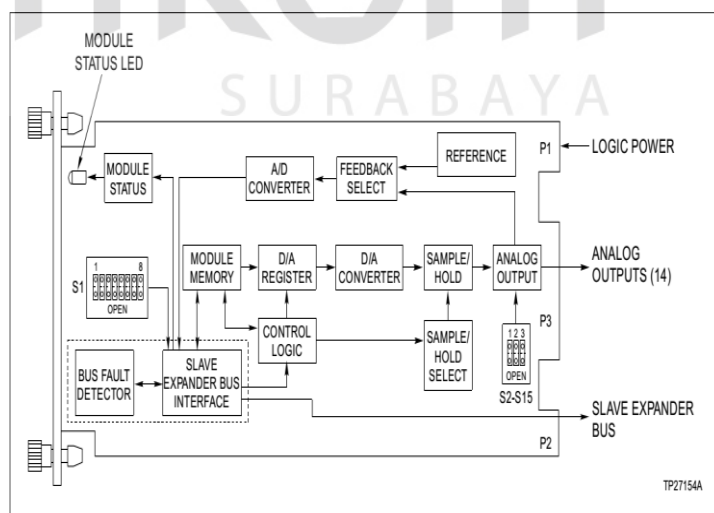 SURABAYA
MODULE
STATUS LED
MODULE
STATUS
A/D
CONVERTER
FEEDBACK
SELECT
REFERENCE
P1
LOGIC POWER
S1
1 8
OPEN
MODULE
MEMORY
D/A
REGISTER
D/A
CONVERTER
SAMPLE/
HOLD
ANALOG
OUTPUT
ANALOG
OUTPUTS (14)
P3
CONTROL
LOGIC
SAMPLE/
HOLD
SELECT
1 2 3
OPEN
S2-S15
BUS FAULT
DETECTOR
SLAVE
EXPANDER BUS
INTERFACE
SLAVE EXPANDER
BUS
P2
TP27154A